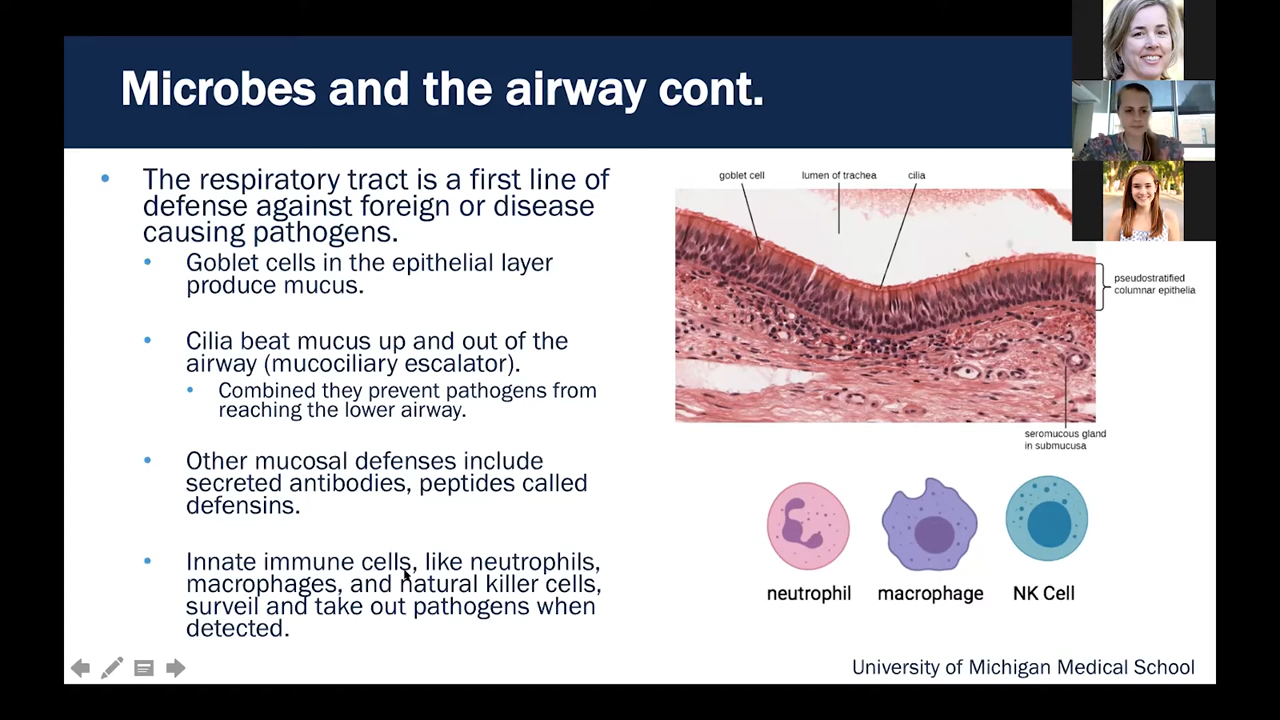 Microbes and the airway cont.
The respiratory tract is a first line of
defense against foreign or disease
causing pathogens.
Goblet cells in the epithelial layer
produce mucus.
Cilia beat mucus up and out of the
airway (mucociliary escalator).
Combined they prevent pathogens from
reaching the lower airway.
Other mucosal defenses include
secreted antibodies, peptides called
defensins.
Innate immune cells, like neutrophils,
macrophages, and natural killer cells,
surveil and take out pathogens when
detected.
goblet cell
lumen of trachea
cilia
pseudostratified
columnar epithelia
seromucous gland
in submucosa
neutrophil
macrophage
NK Cell
University of Michigan Medical School